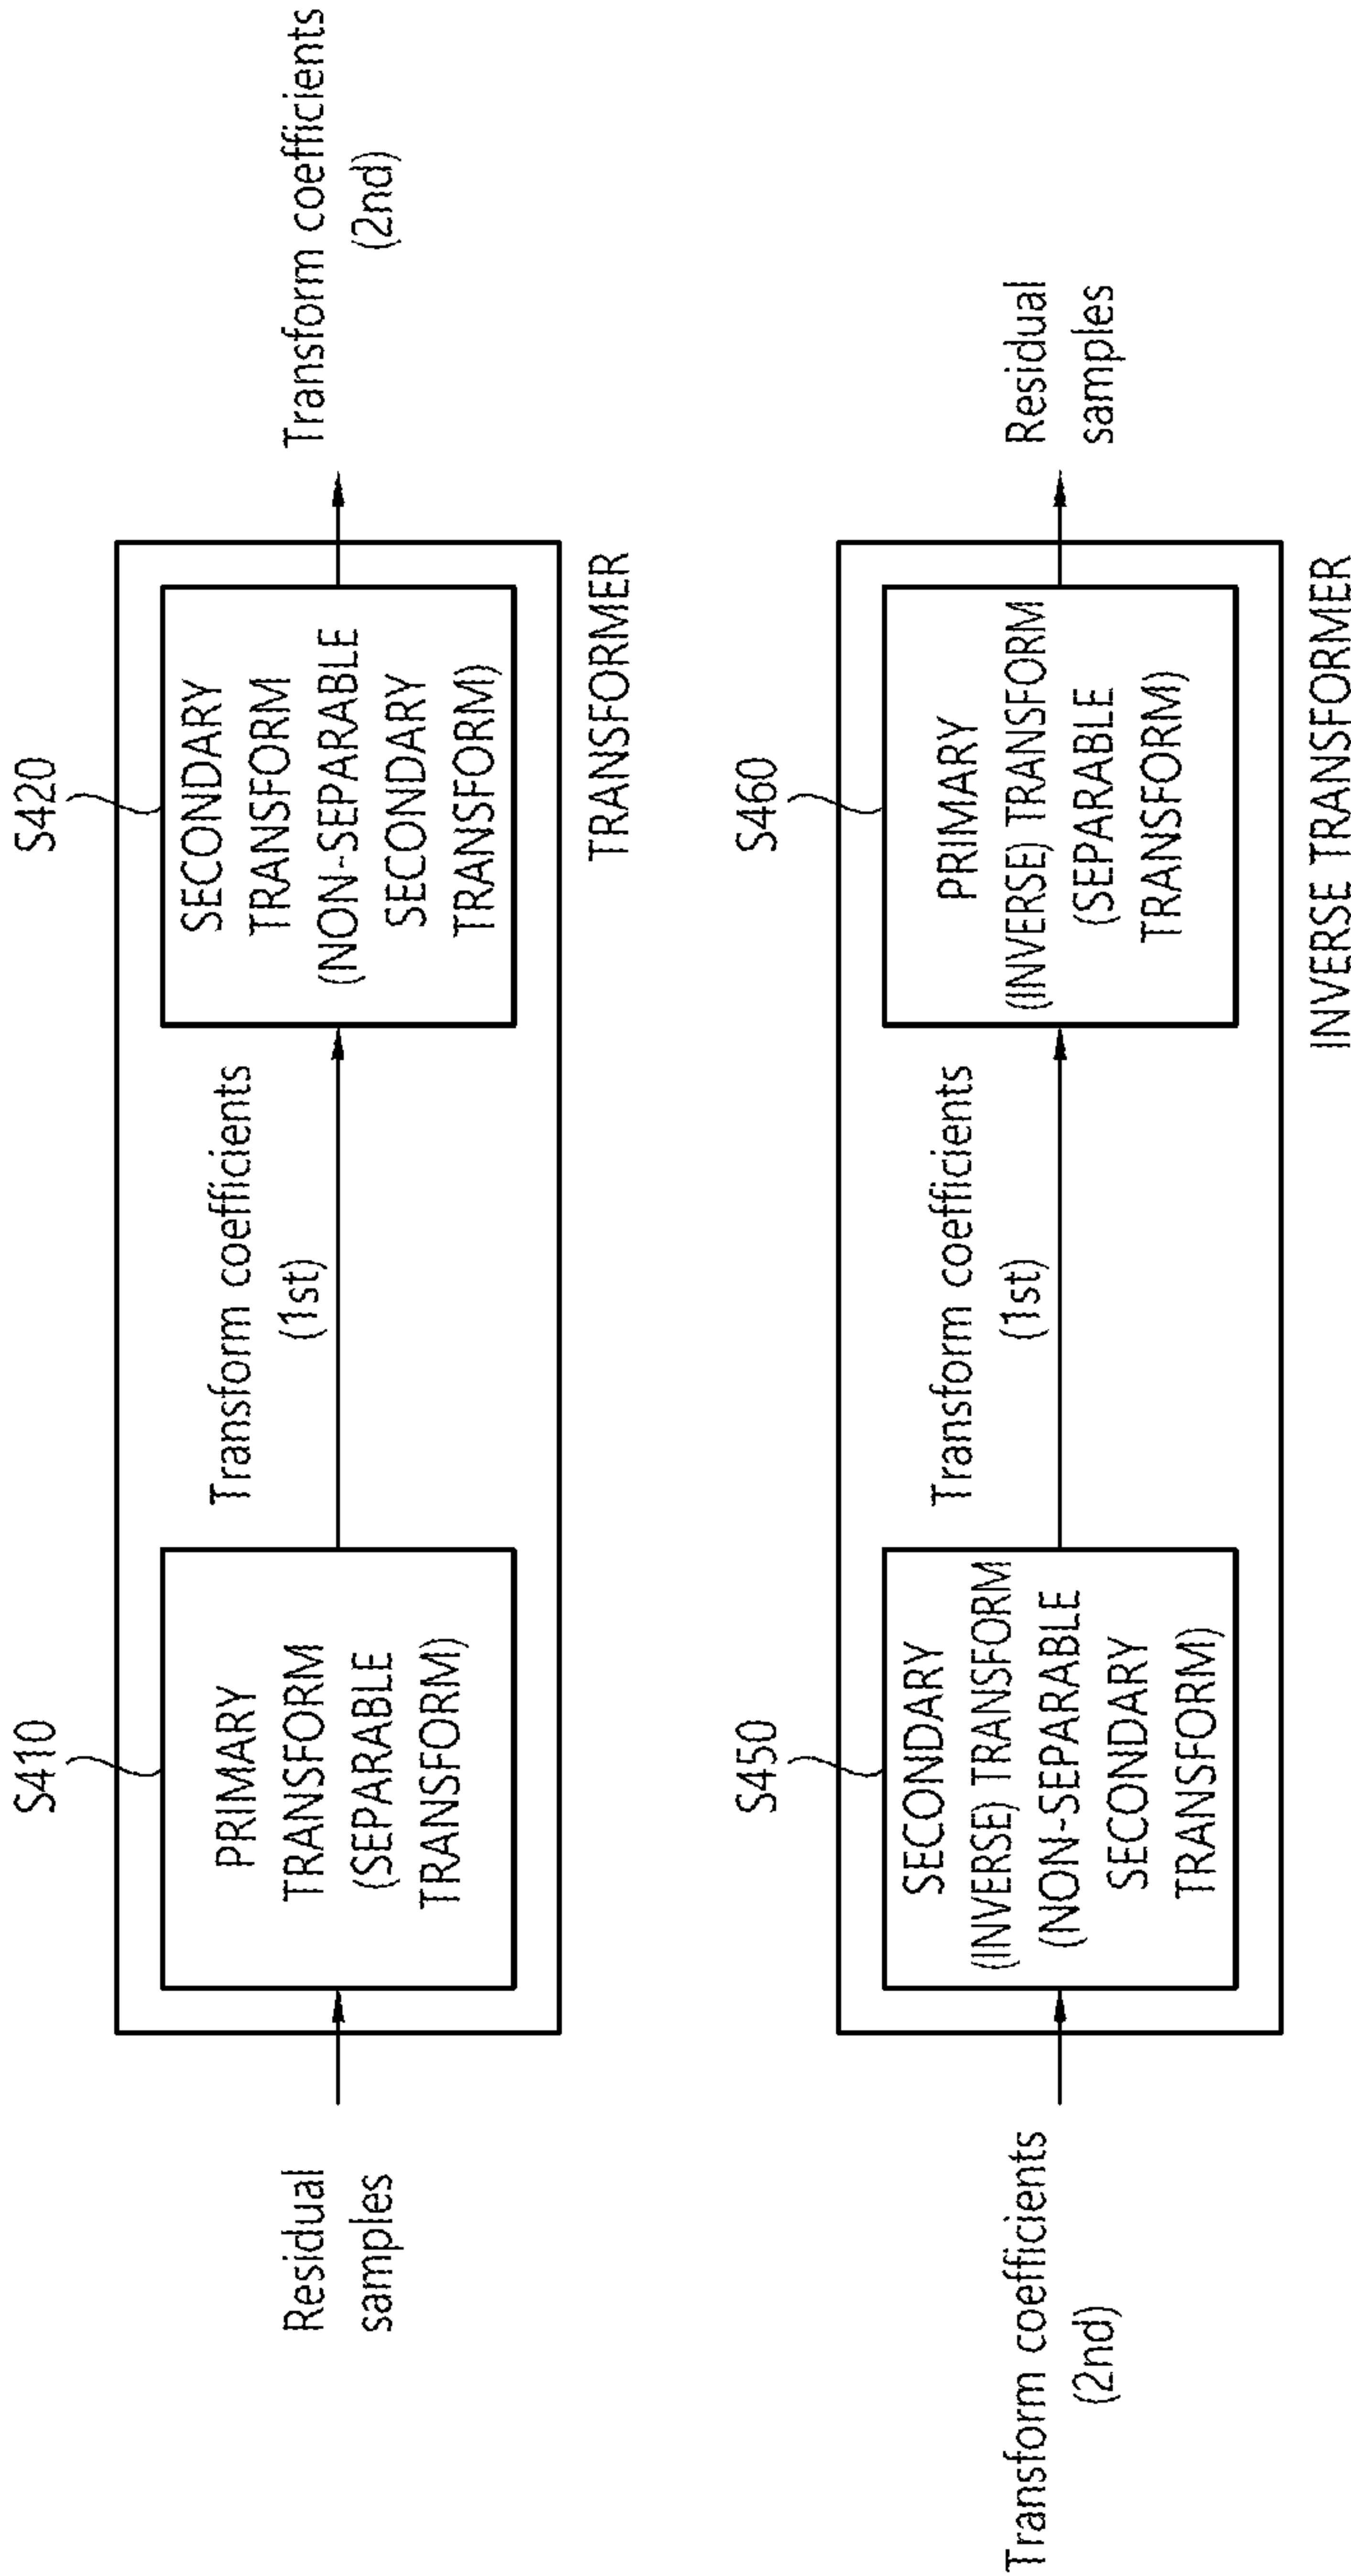 S410
S420
Residual
samples
PRIMARY
TRANSFORM
(SEPARABLE
TRANSFORM)
Transform coefficients
(1st)
SECONDARY
TRANSFORM
(NON-SEPARABLE
SECONDARY
TRANSFORM)
Transform coefficients
(2nd)
TRANSFORMER
S450
S460
Transform coefficients
(2nd)
SECONDARY
(INVERSE) TRANSFORM
(NON-SEPARABLE
SECONDARY
TRANSFORM)
Transform coefficients
(1st)
PRIMARY
(INVERSE) TRANSFORM
(SEPARABLE
TRANSFORM)
Residual
samples
INVERSE TRANSFORMER